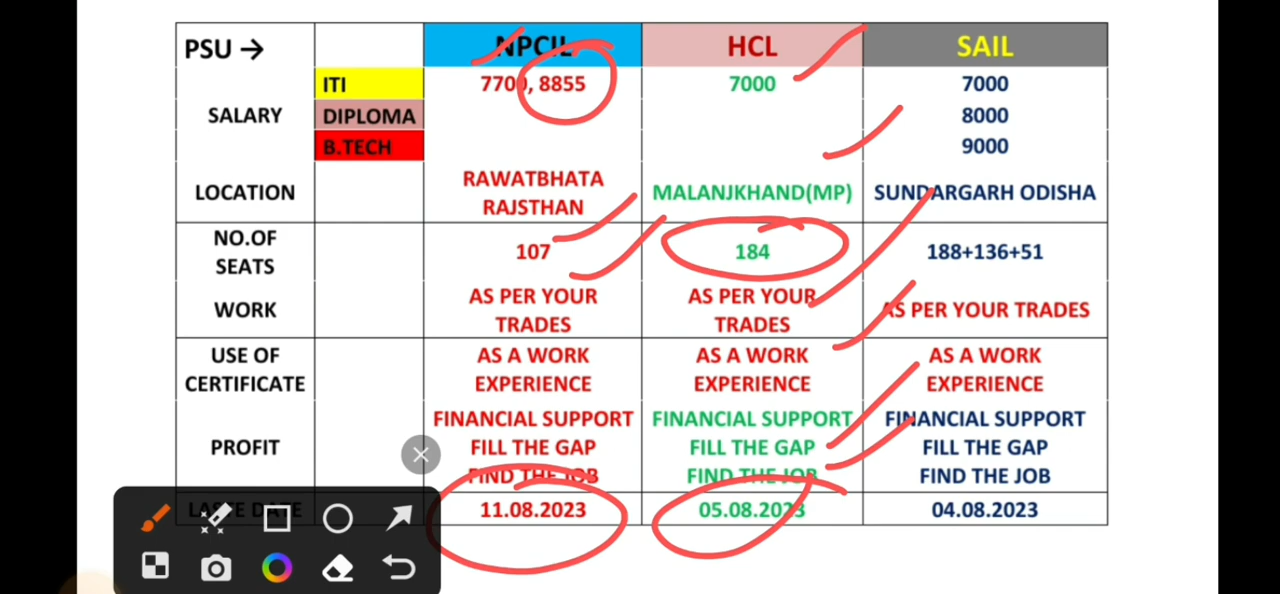 PSU → NPCIL HCL SAIL
ITI 7700, 8855 7000 7000
SALARY DIPLOMA 8000
B.TECH 9000
LOCATION RAWATBHATA RAJSTHAN MALANJKHAND(MP) SUNDARGARH ODISHA
NO.OF SEATS 107 184 188+136+51
WORK AS PER YOUR TRADES AS PER YOUR TRADES AS PER YOUR TRADES
USE OF CERTIFICATE AS A WORK EXPERIENCE AS A WORK EXPERIENCE AS A WORK EXPERIENCE
PROFIT FINANCIAL SUPPORT FILL THE GAP FIND THE JOB FINANCIAL SUPPORT FILL THE GAP FIND THE JOB FINANCIAL SUPPORT FILL THE GAP FIND THE JOB
LASTE DATE 11.08.2023 05.08.2023 04.08.2023